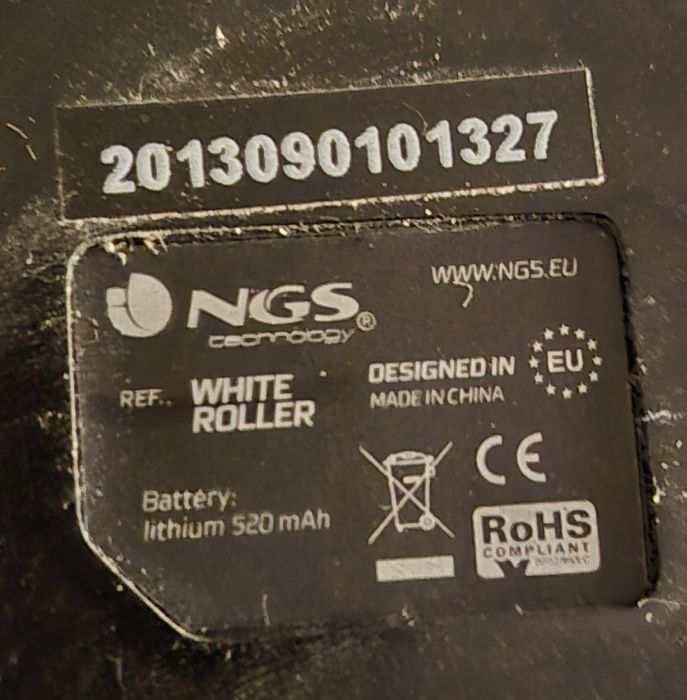 2013090101327
WWW.NGS.EU
NGS®
technology
REF.: WHITE
ROLLER
DESIGNED IN EU
MADE IN CHINA
Battery:
lithium 520 mAh
CE
RoHS
COMPLIANT